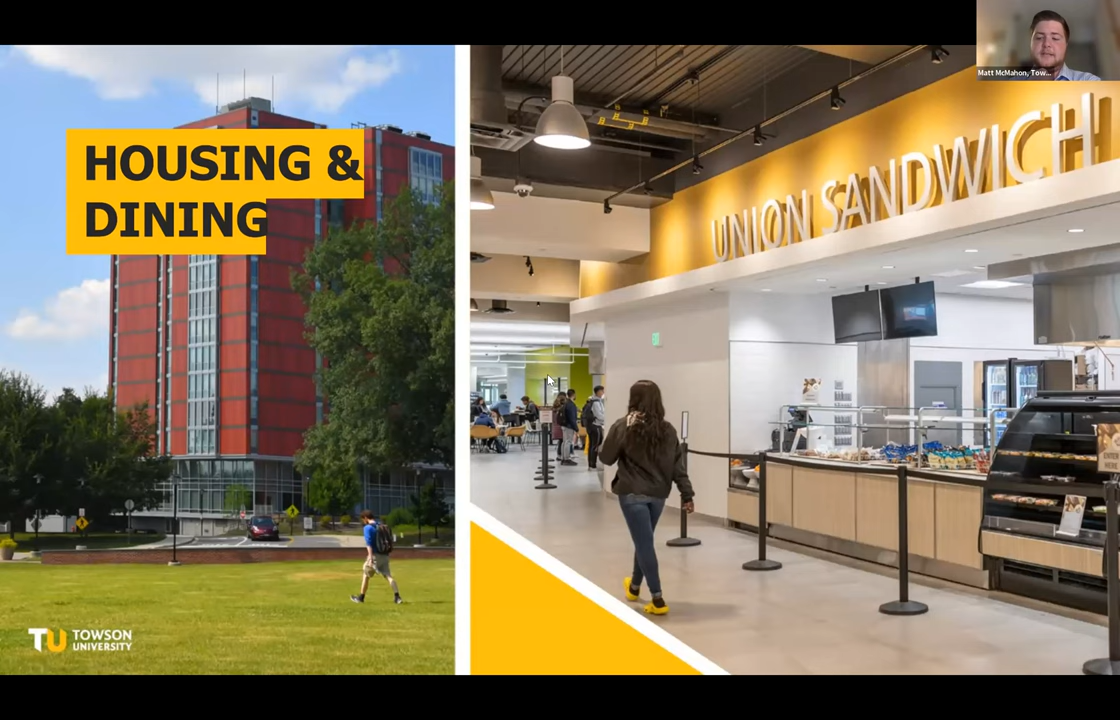 Matt McMahon, Tow...
HOUSING &
DINING
UNION SANDWICH
TU TOWSON
UNIVERSITY